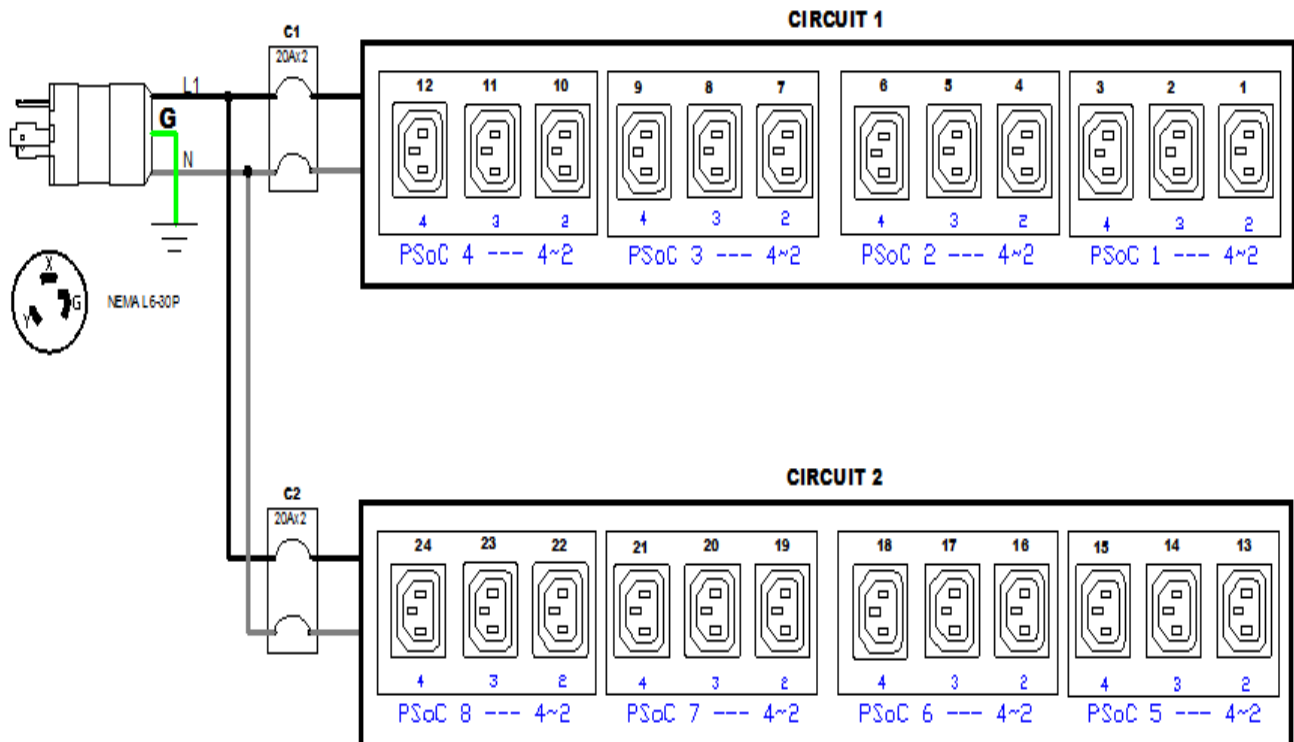 CIRCUIT 1
C1
20Ax2
L1
G
N
12 11 10 9 8 7 6 5 4 3 2 1
4 3 2 4 3 2 4 3 2 4 3 2
PSoC 4 --- 4~2 PSoC 3 --- 4~2 PSoC 2 --- 4~2 PSoC 1 --- 4~2
X
G
Y
NEMA L6-30P
CIRCUIT 2
C2
20Ax2
24 23 22 21 20 19 18 17 16 15 14 13
4 3 2 4 3 2 4 3 2 4 3 2
PSoC 8 --- 4~2 PSoC 7 --- 4~2 PSoC 6 --- 4~2 PSoC 5 --- 4~2